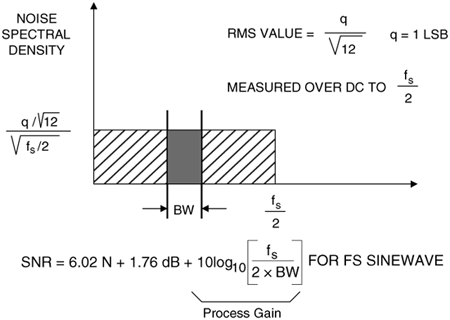 NOISE
SPECTRAL
DENSITY
RMS VALUE = q / √12   q = 1 LSB
MEASURED OVER DC TO fs / 2
q / √12
√ fs /2
BW
fs / 2
SNR = 6.02 N + 1.76 dB + 10log10 [ fs / 2 × BW ] FOR FS SINEWAVE
Process Gain